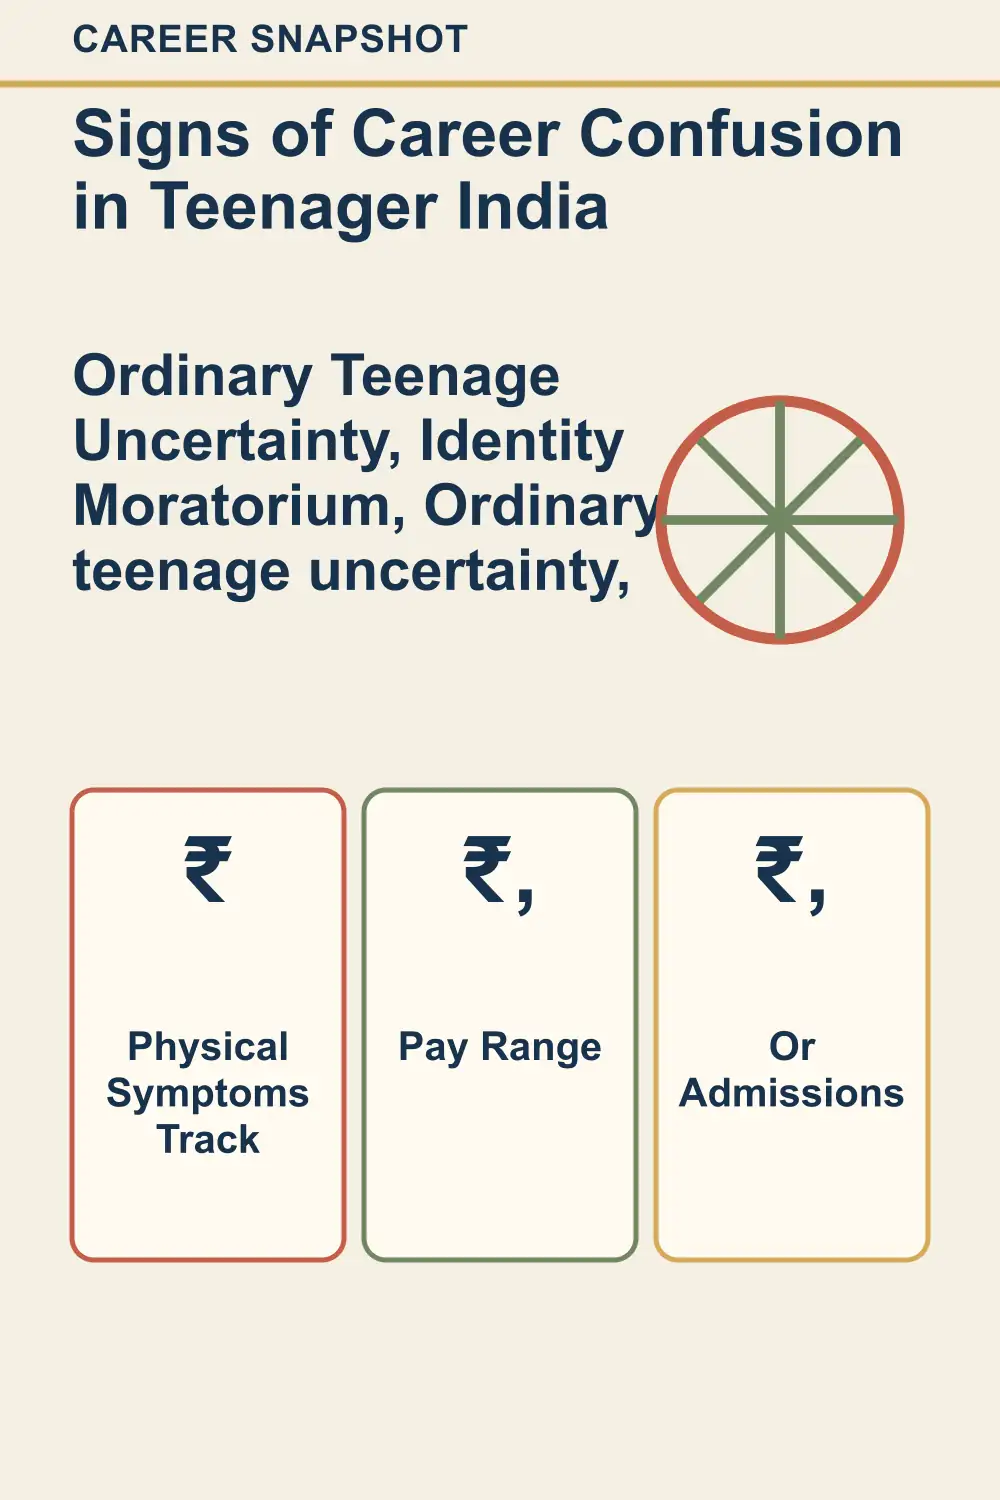 CAREER SNAPSHOT
Signs of Career Confusion
in Teenager India
Ordinary Teenage
Uncertainty, Identity
Moratorium, Ordinary
teenage uncertainty,
₹
Physical
Symptoms
Track
₹,
Pay Range
₹,
Or
Admissions